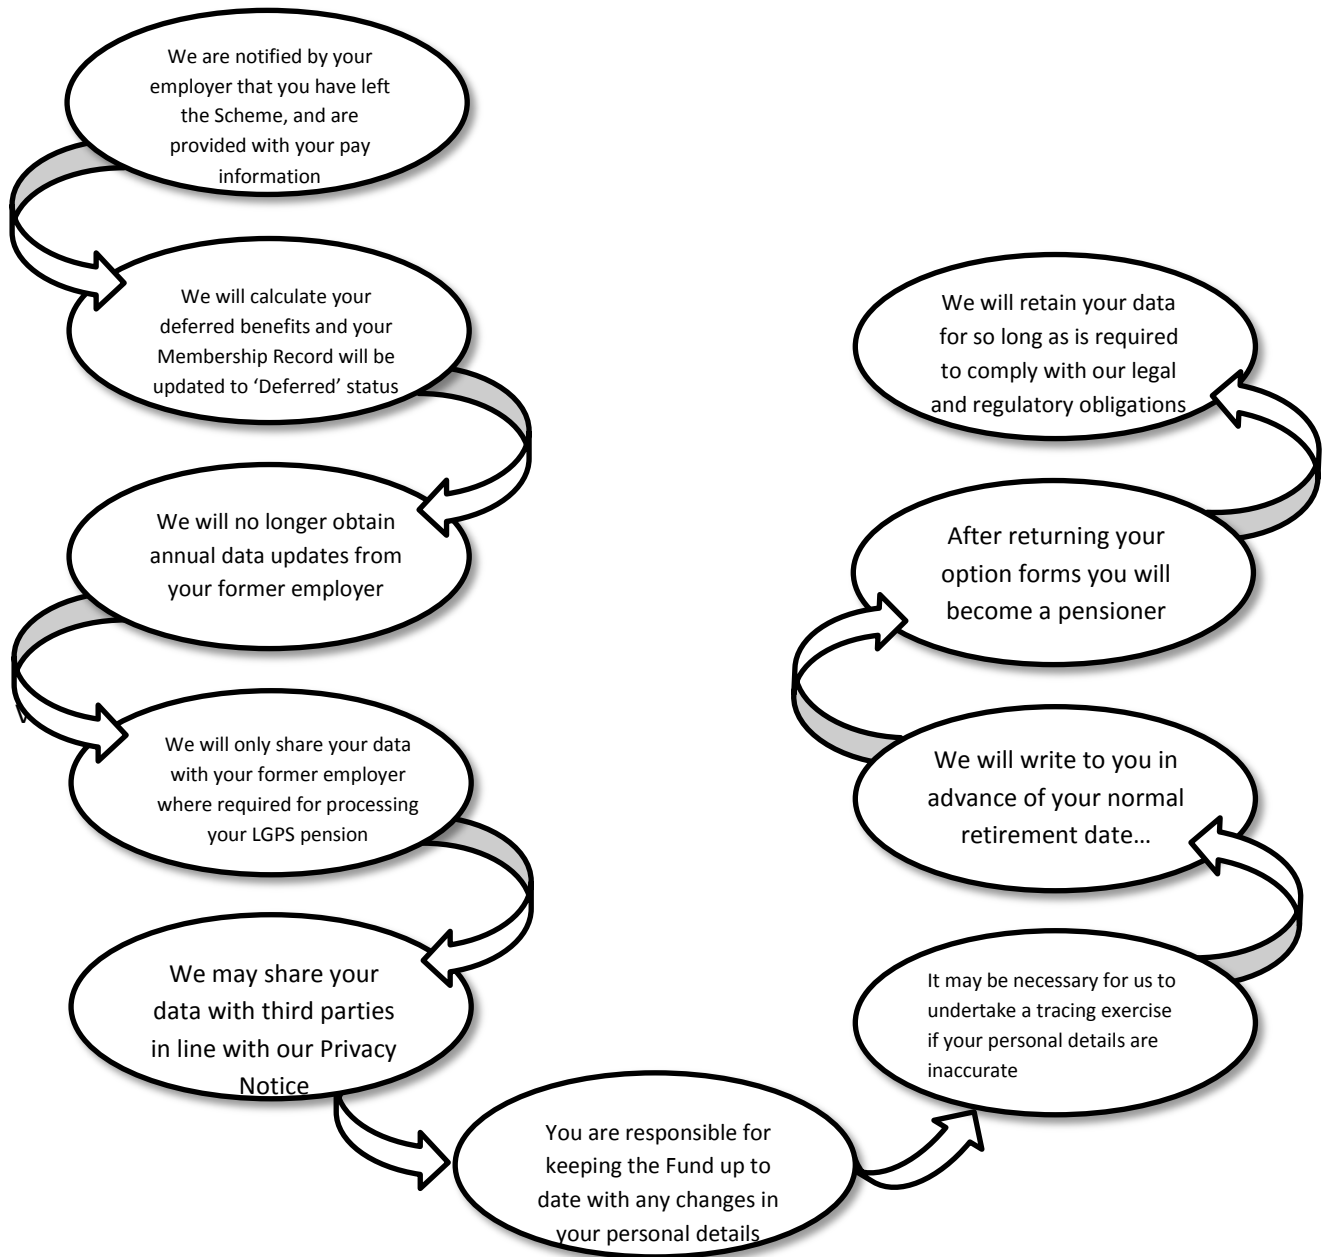 We are notified by your
employer that you have left
the Scheme, and are
provided with your pay
information
We will calculate your
deferred benefits and your
Membership Record will be
updated to ‘Deferred’ status
We will no longer obtain
annual data updates from
your former employer
We will only share your data
with your former employer
where required for processing
your LGPS pension
We may share your
data with third parties
in line with our Privacy
Notice
You are responsible for
keeping the Fund up to
date with any changes in
your personal details
It may be necessary for us to
undertake a tracing exercise
if your personal details are
inaccurate
We will write to you in
advance of your normal
retirement date…
After returning your
option forms you will
become a pensioner
We will retain your data
for so long as is required
to comply with our legal
and regulatory obligations